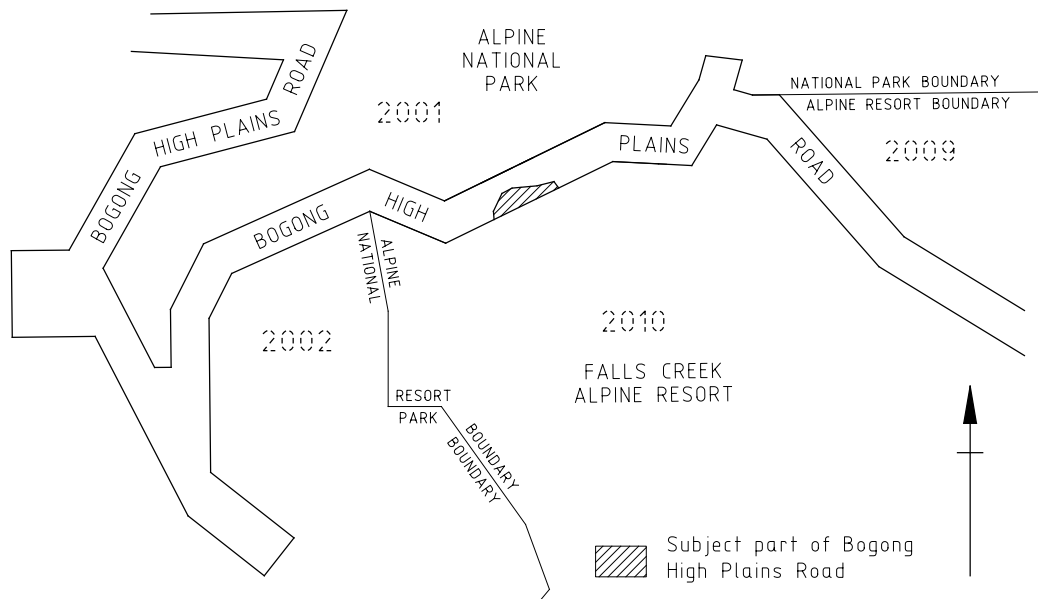 ALPINE
NATIONAL
PARK
2001
BOGONG HIGH PLAINS ROAD
NATIONAL PARK BOUNDARY
ALPINE RESORT BOUNDARY
2009
BOGONG HIGH PLAINS ROAD
ALPINE RESORT BOUNDARY
NATIONAL PARK BOUNDARY
2002
2010
FALLS CREEK
ALPINE RESORT
Subject part of Bogong
High Plains Road